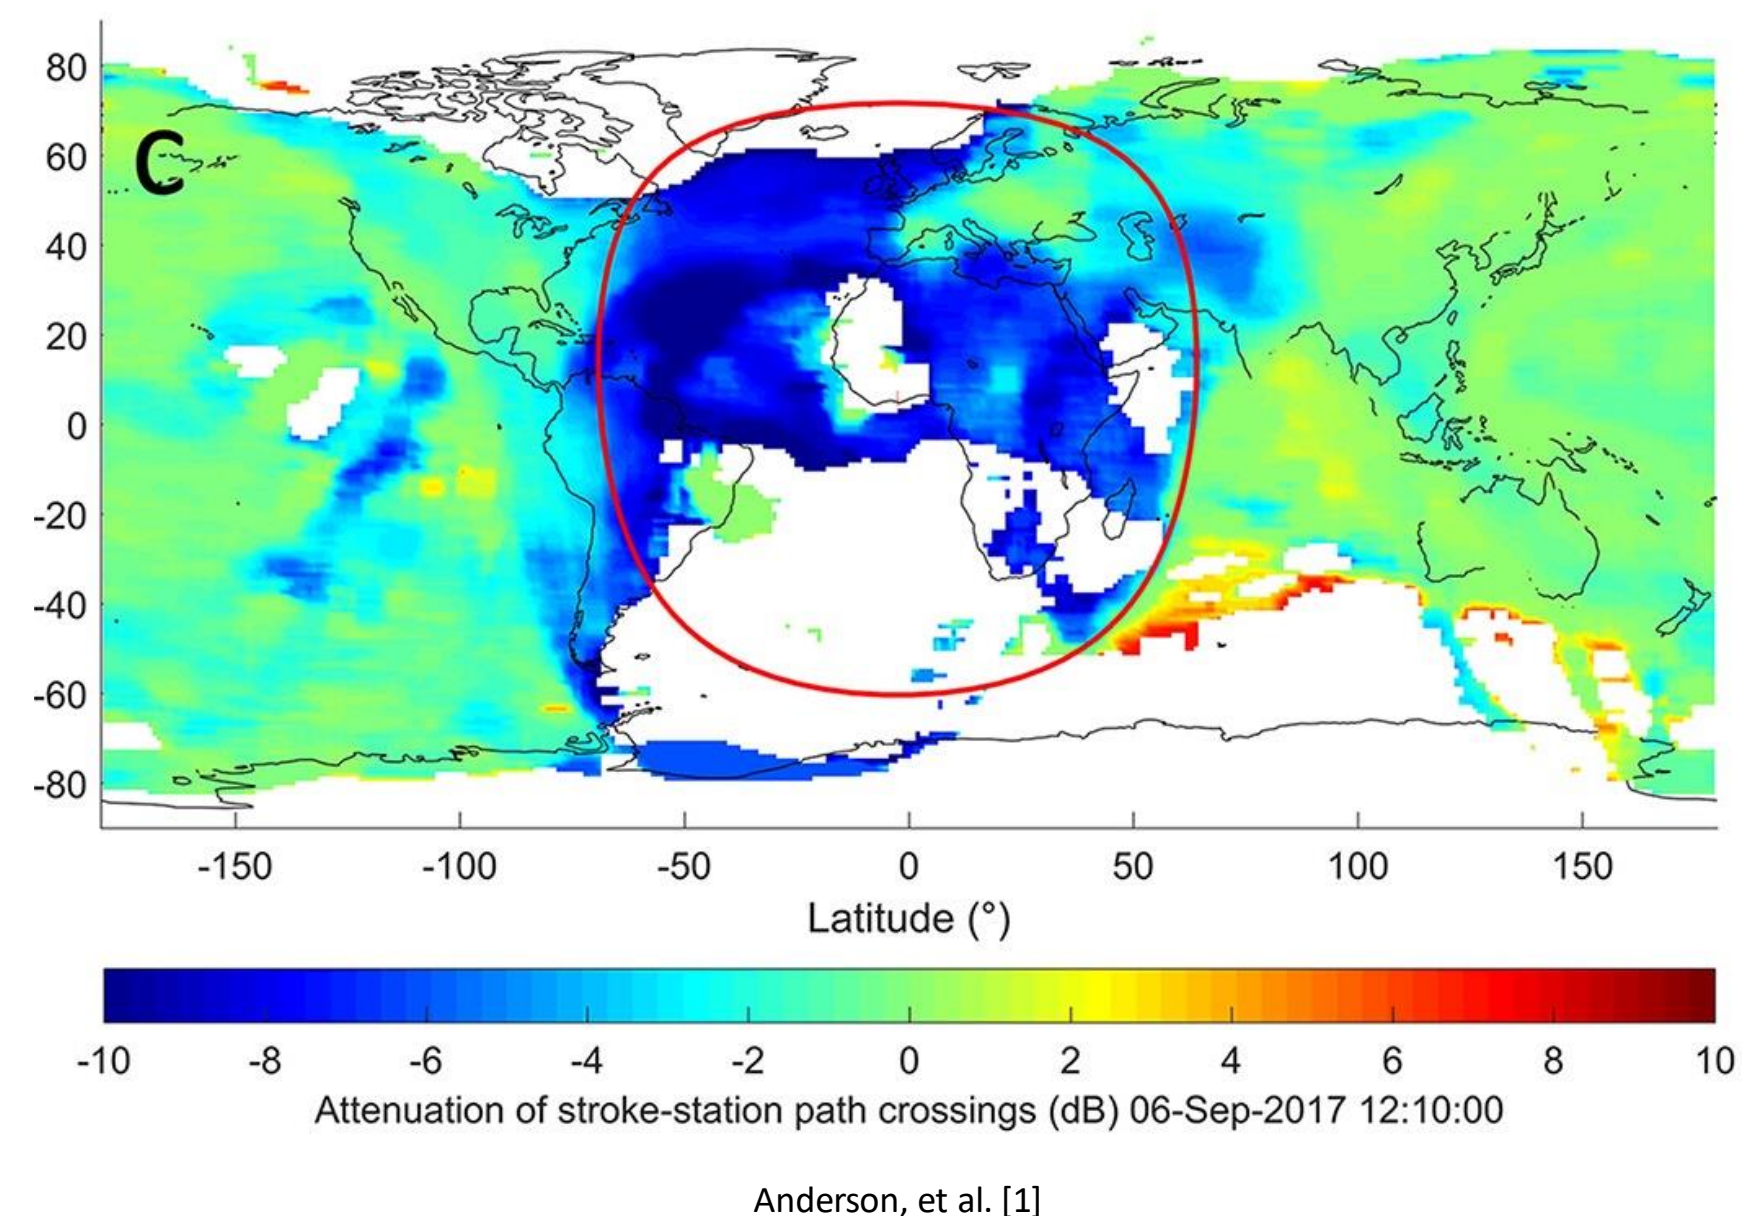 C
80
60
40
20
0
-20
-40
-60
-80
-150 -100 -50 0 50 100 150
Latitude (°)
-10 -8 -6 -4 -2 0 2 4 6 8 10
Attenuation of stroke-station path crossings (dB) 06-Sep-2017 12:10:00
Anderson, et al. [1]